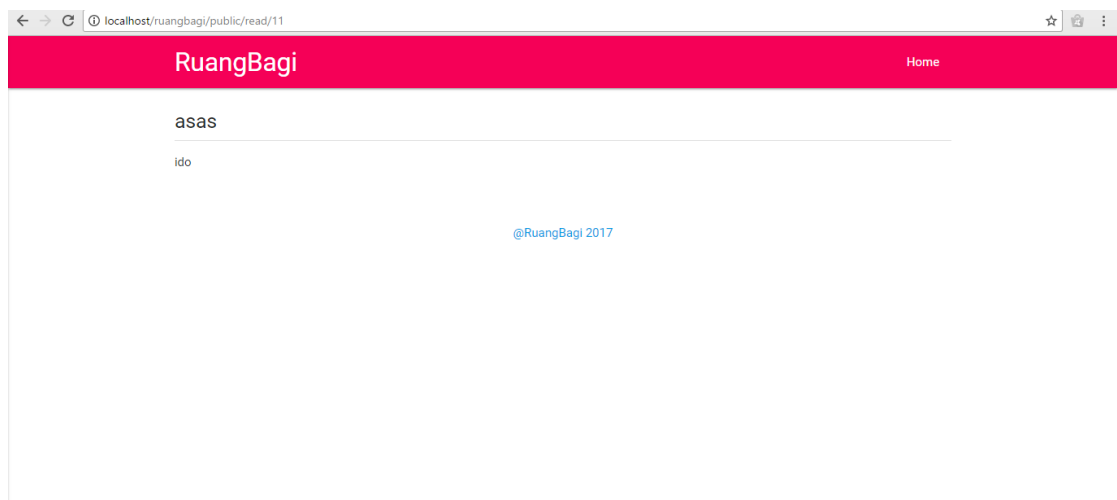 localhost/ruangbagi/public/read/11
RuangBagi Home
asas
ido
@RuangBagi 2017